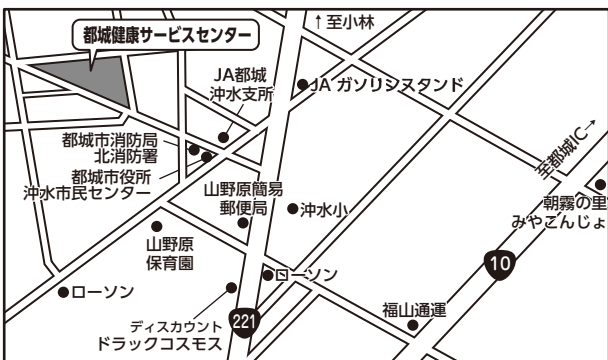 都城健康サービスセンター
↑至小林
JA都城
沖水支所
JA ガソリンスタンド
都城市消防局
北消防署
都城市役所
沖水市民センター
至都城IC→
山野原簡易
郵便局
沖水小
朝霧の里
みやこんじょ
山野原
保育園
10
ローソン
ローソン
福山通運
ディスカウント
ドラックコスモス
221